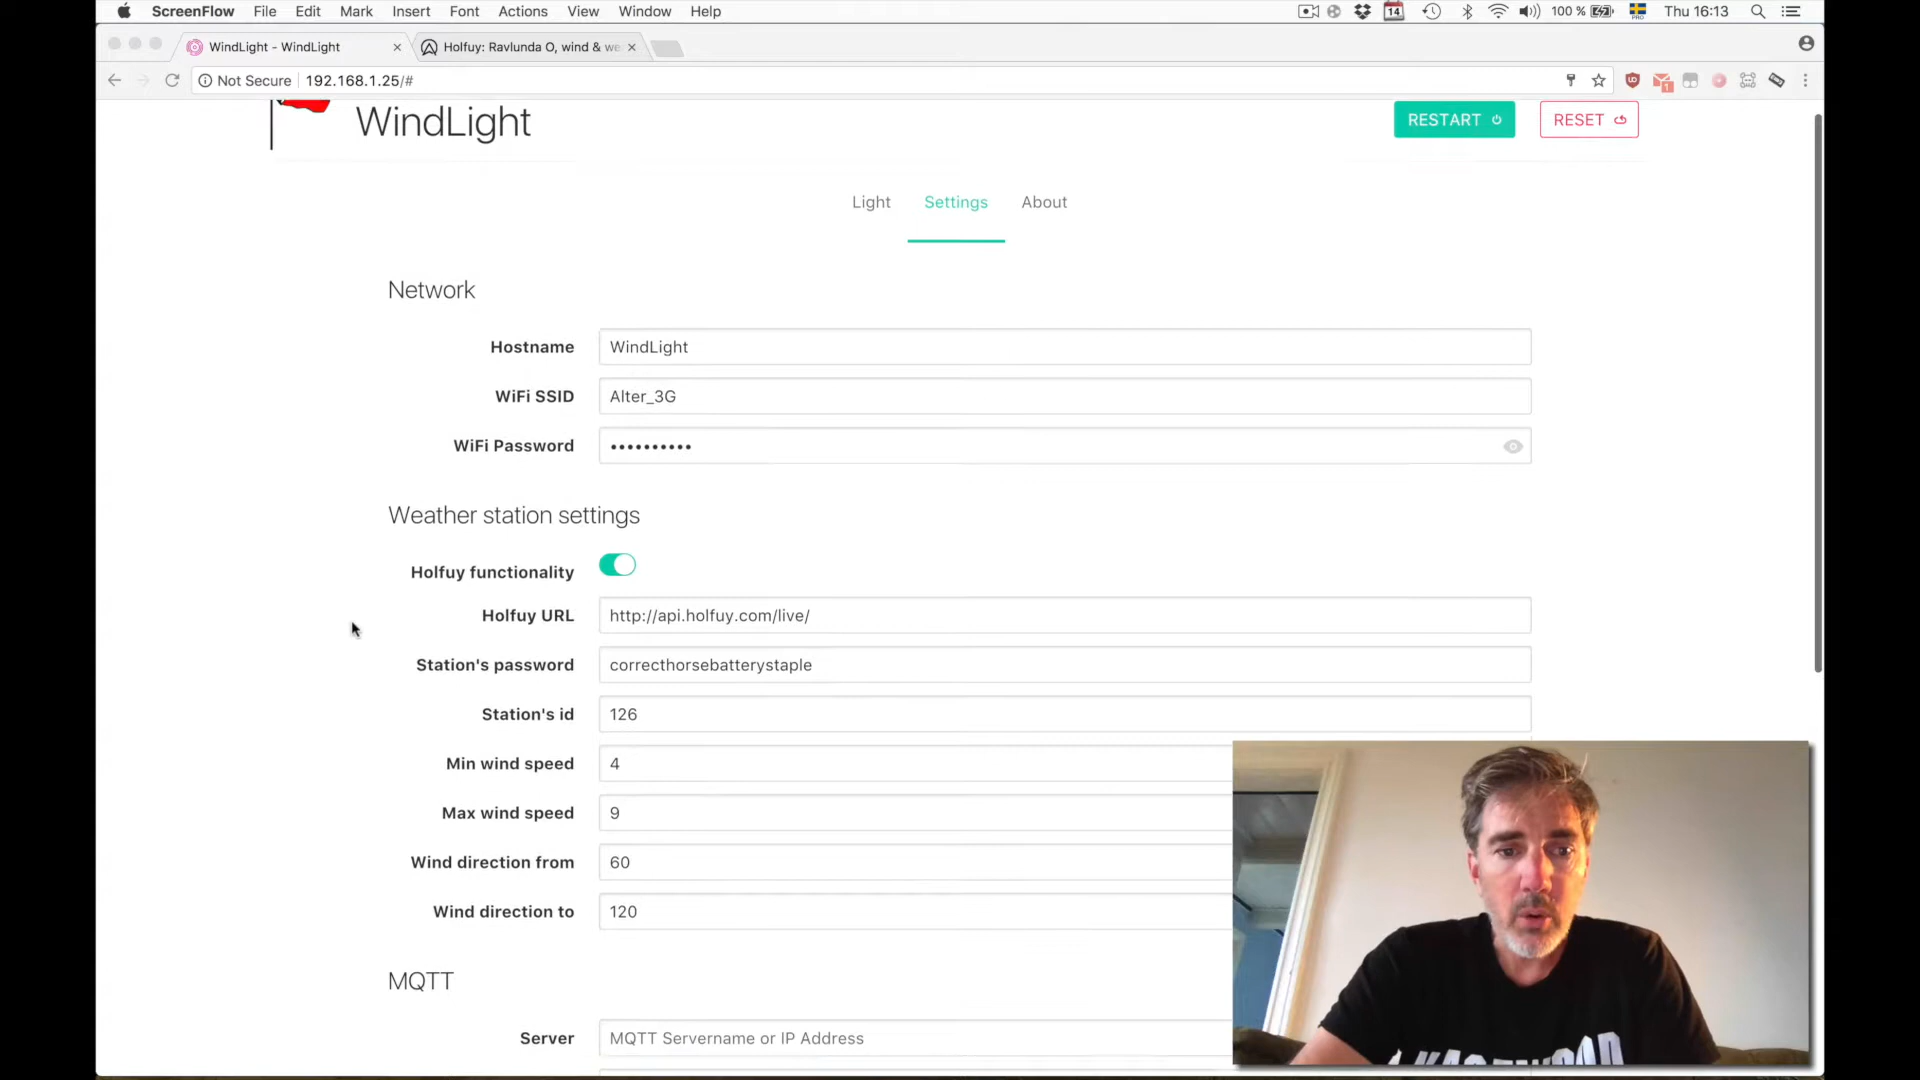 ScreenFlow File Edit Mark Insert Font Actions View Window Help 14 100 % PRO Thu 16:13
WindLight - WindLight Holfuy: Ravlunda O, wind & we
Not Secure 192.168.1.25/#
WindLight RESTART RESET
Light Settings About
Network
Hostname WindLight
WiFi SSID Alter_3G
WiFi Password ••••••••••
Weather station settings
Holfuy functionality
Holfuy URL http://api.holfuy.com/live/
Station's password correcthorsebatterystaple
Station's id 126
Min wind speed 4
Max wind speed 9
Wind direction from 60
Wind direction to 120
MQTT
Server MQTT Servername or IP Address